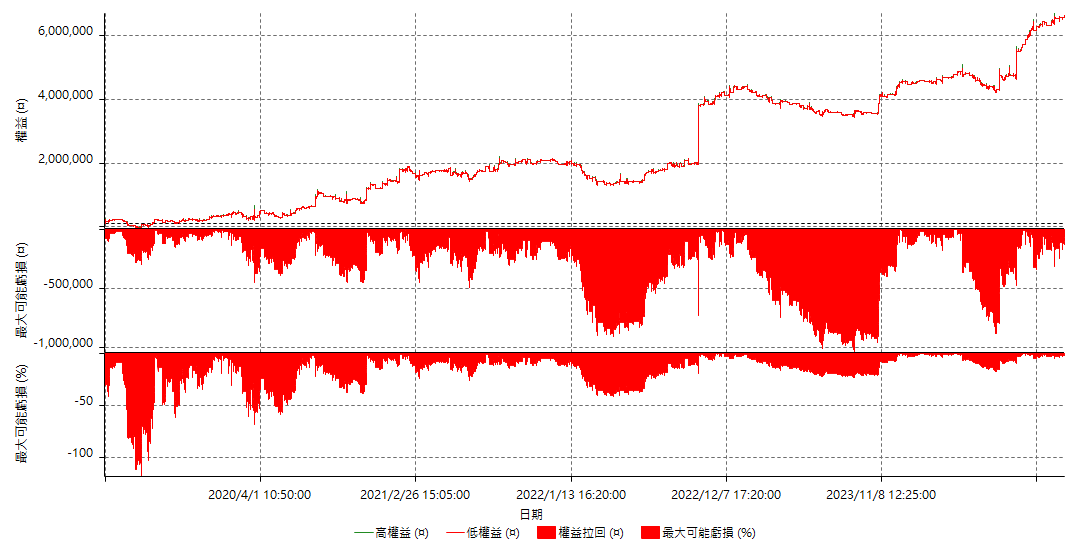 權益 (¤)
6,000,000
4,000,000
2,000,000
最大可能虧損 (¤)
-500,000
-1,000,000
最大可能虧損 (%)
-50
-100
2020/4/1 10:50:00 2021/2/26 15:05:00 2022/1/13 16:20:00 2022/12/7 17:20:00 2023/11/8 12:25:00
日期
高權益 (¤) 低權益 (¤) 權益拉回 (¤) 最大可能虧損 (%)